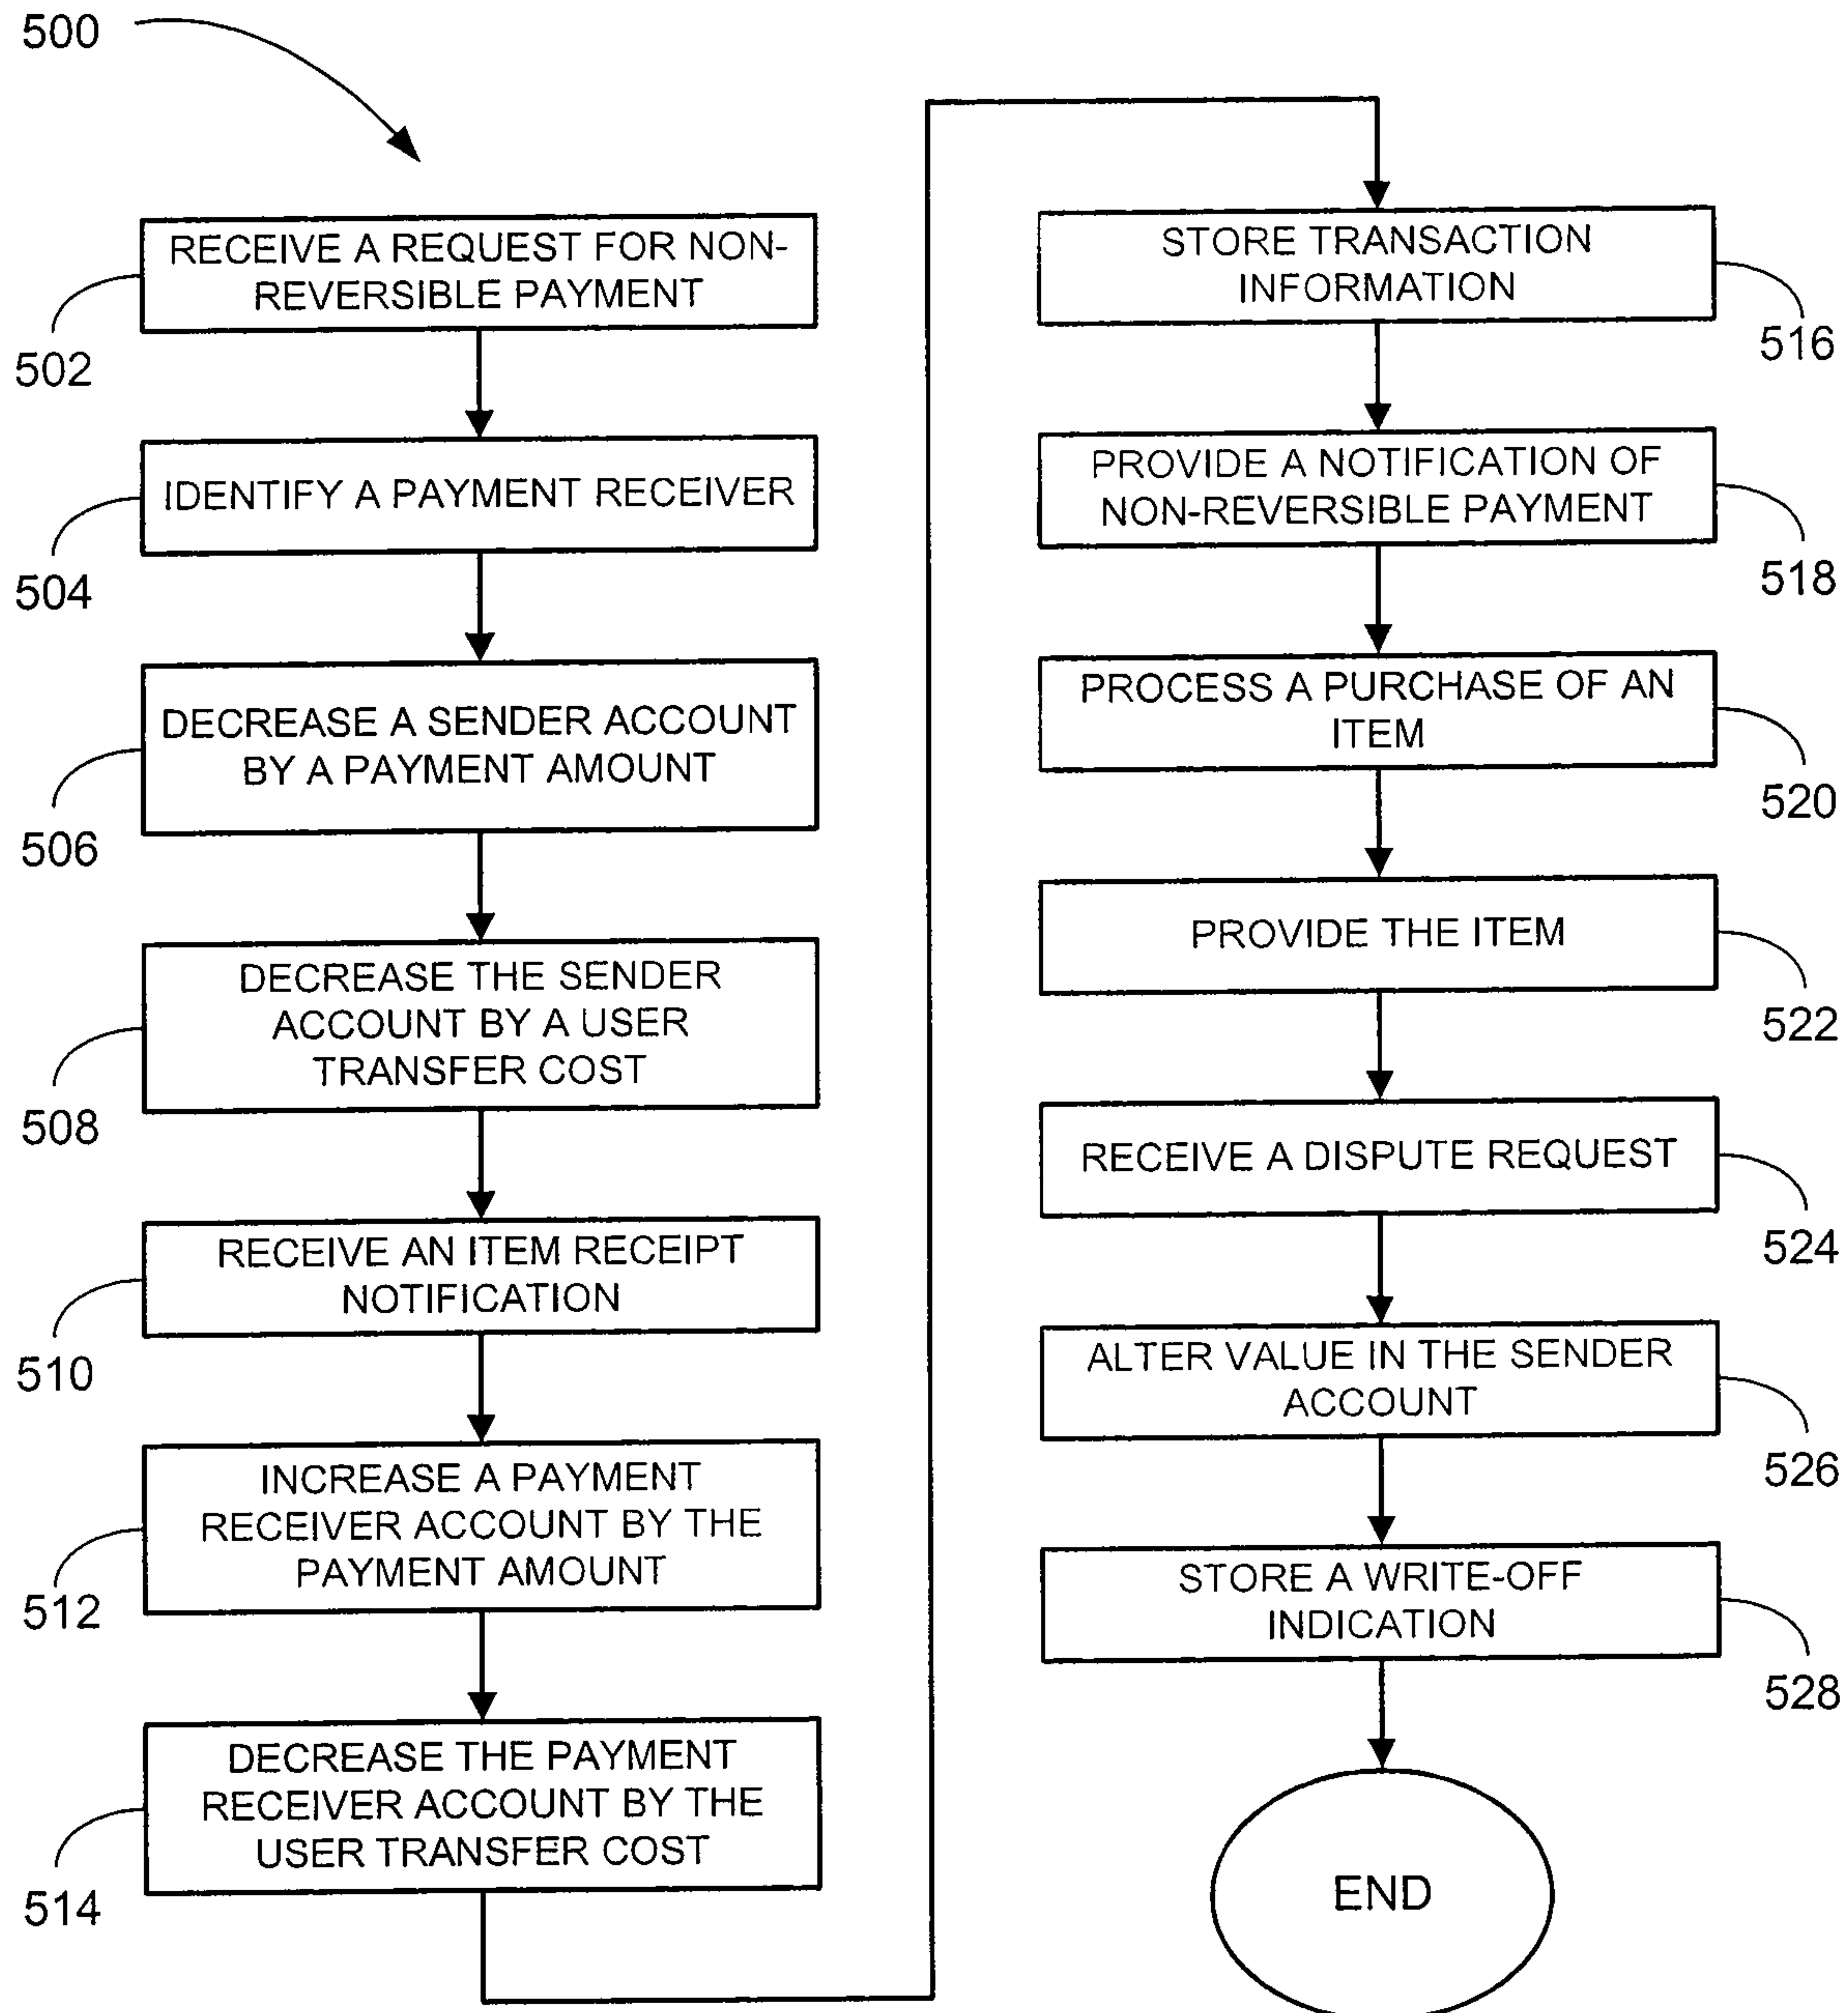 500
RECEIVE A REQUEST FOR NON-
REVERSIBLE PAYMENT
502
IDENTIFY A PAYMENT RECEIVER
504
DECREASE A SENDER ACCOUNT
BY A PAYMENT AMOUNT
506
DECREASE THE SENDER
ACCOUNT BY A USER
TRANSFER COST
508
RECEIVE AN ITEM RECEIPT
NOTIFICATION
510
INCREASE A PAYMENT
RECEIVER ACCOUNT BY THE
PAYMENT AMOUNT
512
DECREASE THE PAYMENT
RECEIVER ACCOUNT BY THE
USER TRANSFER COST
514
STORE TRANSACTION
INFORMATION
516
PROVIDE A NOTIFICATION OF
NON-REVERSIBLE PAYMENT
518
PROCESS A PURCHASE OF AN
ITEM
520
PROVIDE THE ITEM
522
RECEIVE A DISPUTE REQUEST
524
ALTER VALUE IN THE SENDER
ACCOUNT
526
STORE A WRITE-OFF
INDICATION
528
END